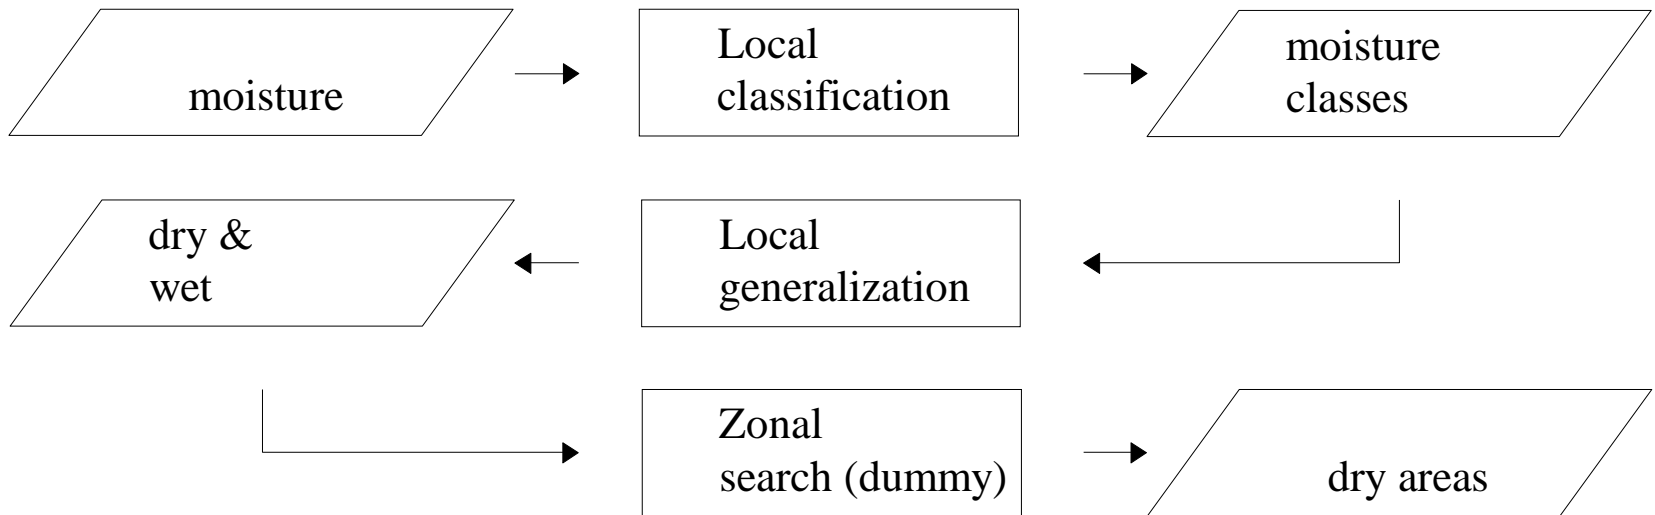 moisture
Local
classification
moisture
classes
dry &
wet
Local
generalization
Zonal
search (dummy)
dry areas